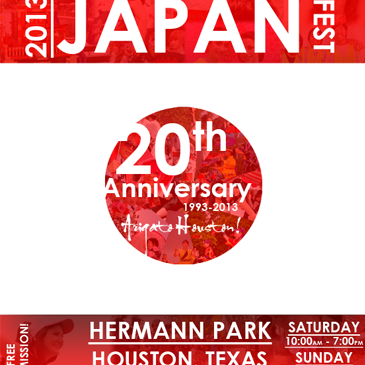 2013
JAPAN
FEST
20th
Anniversary
1993-2013
Arigato Houston!
HERMANN PARK
HOUSTON, TEXAS
SATURDAY
10:00AM - 7:00PM
SUNDAY
FREE